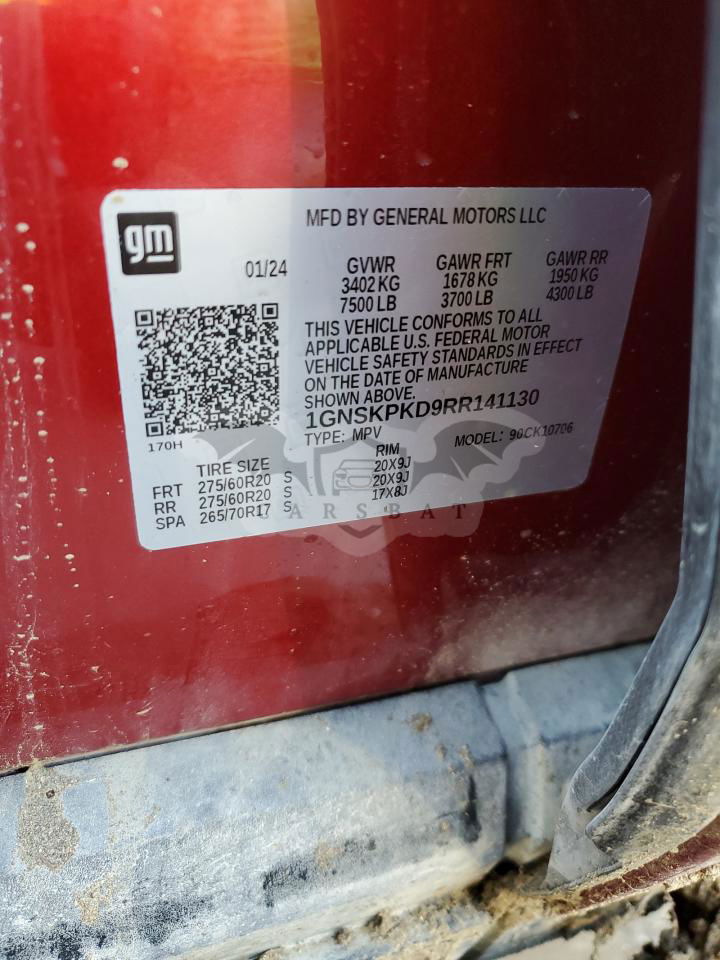 gm
MFD BY GENERAL MOTORS LLC
01/24
GVWR GAWR FRT GAWR RR
3402 KG 1678 KG 1950 KG
7500 LB 3700 LB 4300 LB
THIS VEHICLE CONFORMS TO ALL
APPLICABLE U.S. FEDERAL MOTOR
VEHICLE SAFETY STANDARDS IN EFFECT
ON THE DATE OF MANUFACTURE
SHOWN ABOVE.
1GNSKPKD9RR141130
170H
TYPE: MPV MODEL: 90CK10706
TIRE SIZE RIM
FRT 275/60R20 S 20X9J
RR 275/60R20 S 20X9J
SPA 265/70R17 S 17X8J
CARSBAT